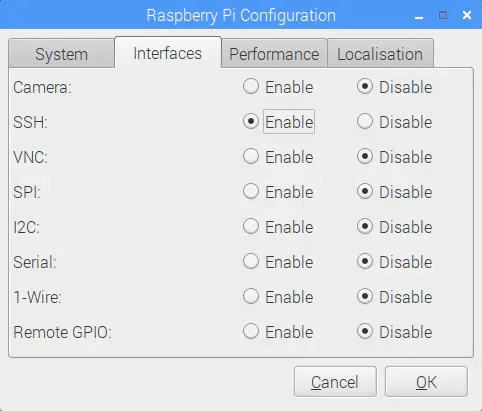 Raspberry Pi Configuration
System Interfaces Performance Localisation
Camera: Enable Disable
SSH: Enable Disable
VNC: Enable Disable
SPI: Enable Disable
I2C: Enable Disable
Serial: Enable Disable
1-Wire: Enable Disable
Remote GPIO: Enable Disable
Cancel OK